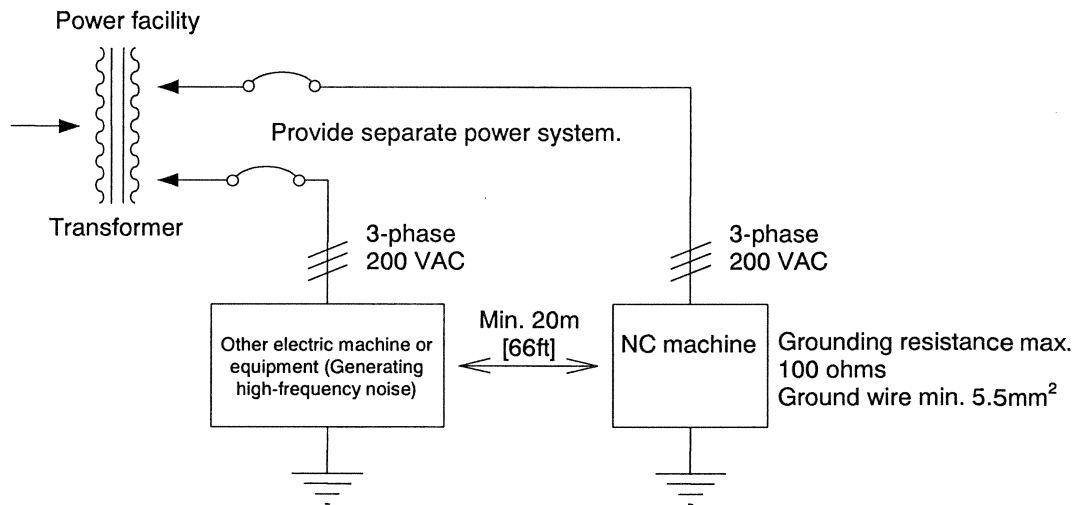 Power facility
Provide separate power system.
Transformer
3-phase
200 VAC
3-phase
200 VAC
Other electric machine or
equipment (Generating
high-frequency noise)
Min. 20m
[66ft]
NC machine
Grounding resistance max.
100 ohms
Ground wire min. 5.5mm²